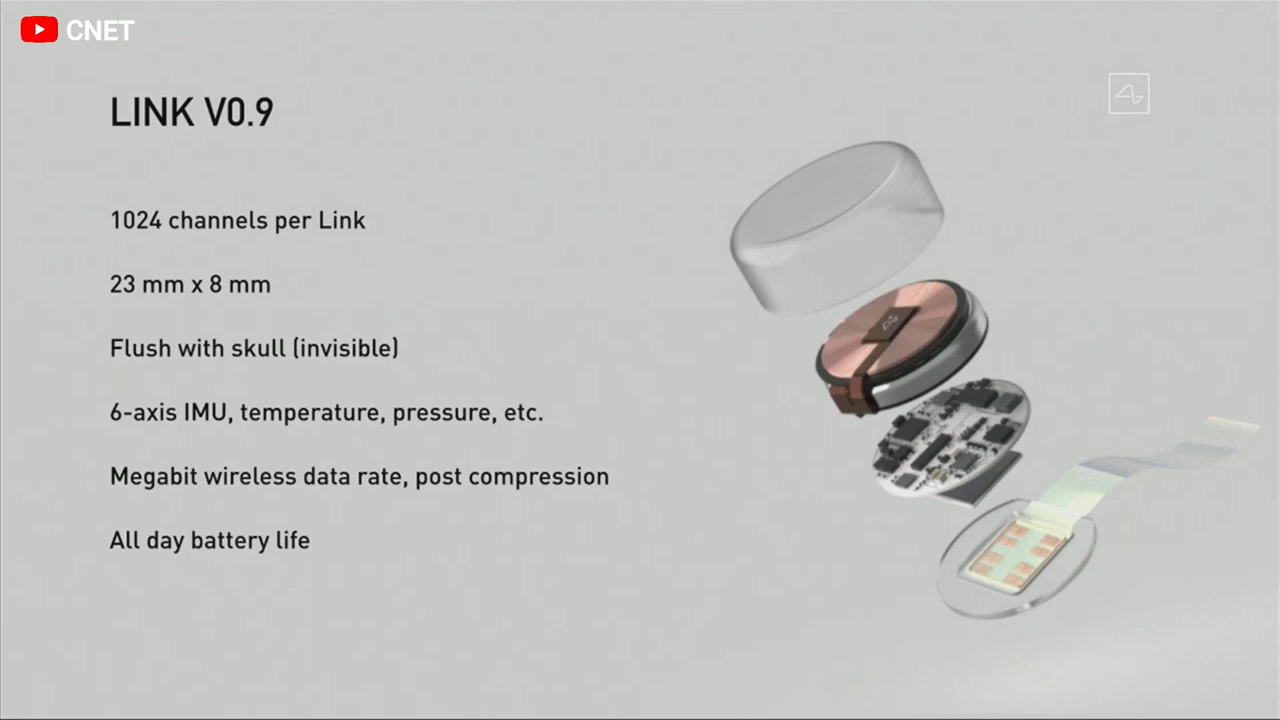 CNET
LINK V0.9
1024 channels per Link
23 mm x 8 mm
Flush with skull (invisible)
6-axis IMU, temperature, pressure, etc.
Megabit wireless data rate, post compression
All day battery life